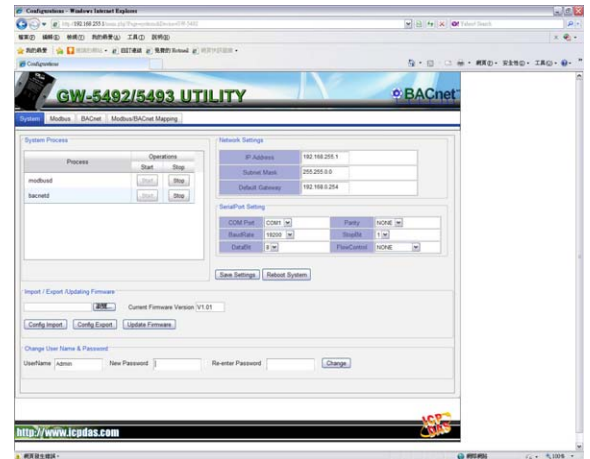 Configurations - Windows Internet Explorer
Yahoo! Search
Configurations
GW-5492/5493 UTILITY
BACnet
System Modbus BACnet Modbus/BACnet Mapping
System Process
Process Operations
Start Stop
modbusd Start Stop
bacnetd Start Stop
Network Settings
IP Address 192.168.255.1
Subnet Mask 255.255.0.0
Default Gateway 192.168.0.254
SerialPort Setting
COM Port COM1 Parity NONE
BaudRate 19200 StopBit 1
DataBit 8 FlowControl NONE
Save Settings Reboot System
Import / Export /Updating Firmware
Current Firmware Version V1.01
Config Import Config Export Update Firmware
Change User Name & Password
UserName Admin New Password Re-enter Password Change
http://www.icpdas.com
ICP DAS
100%